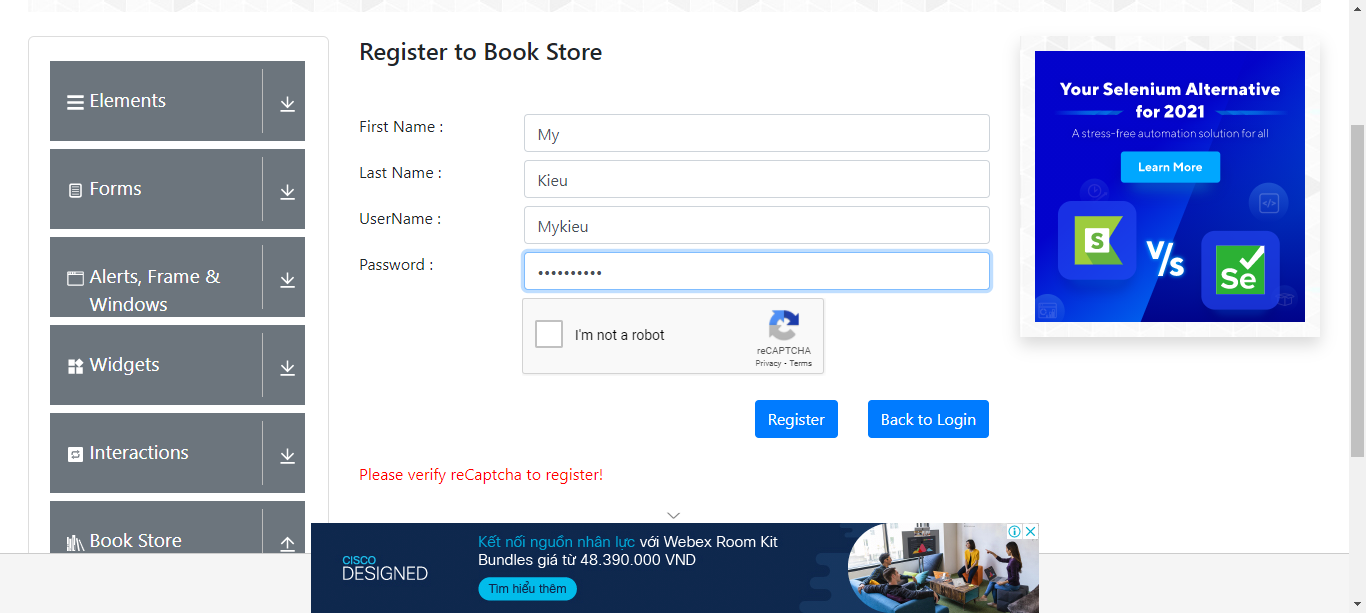 Register to Book Store
Elements
Forms
Alerts, Frame &
Windows
Widgets
Interactions
Book Store
First Name :
My
Last Name :
Kieu
UserName :
Mykieu
Password :
••••••••••
I'm not a robot
reCAPTCHA
Privacy - Terms
Register
Back to Login
Please verify reCaptcha to register!
Your Selenium Alternative
for 2021
A stress-free automation solution for all
Learn More
S
V/s
Se
CISCO
DESIGNED
Kết nối nguồn nhân lực với Webex Room Kit
Bundles giá từ 48.390.000 VND
Tìm hiểu thêm